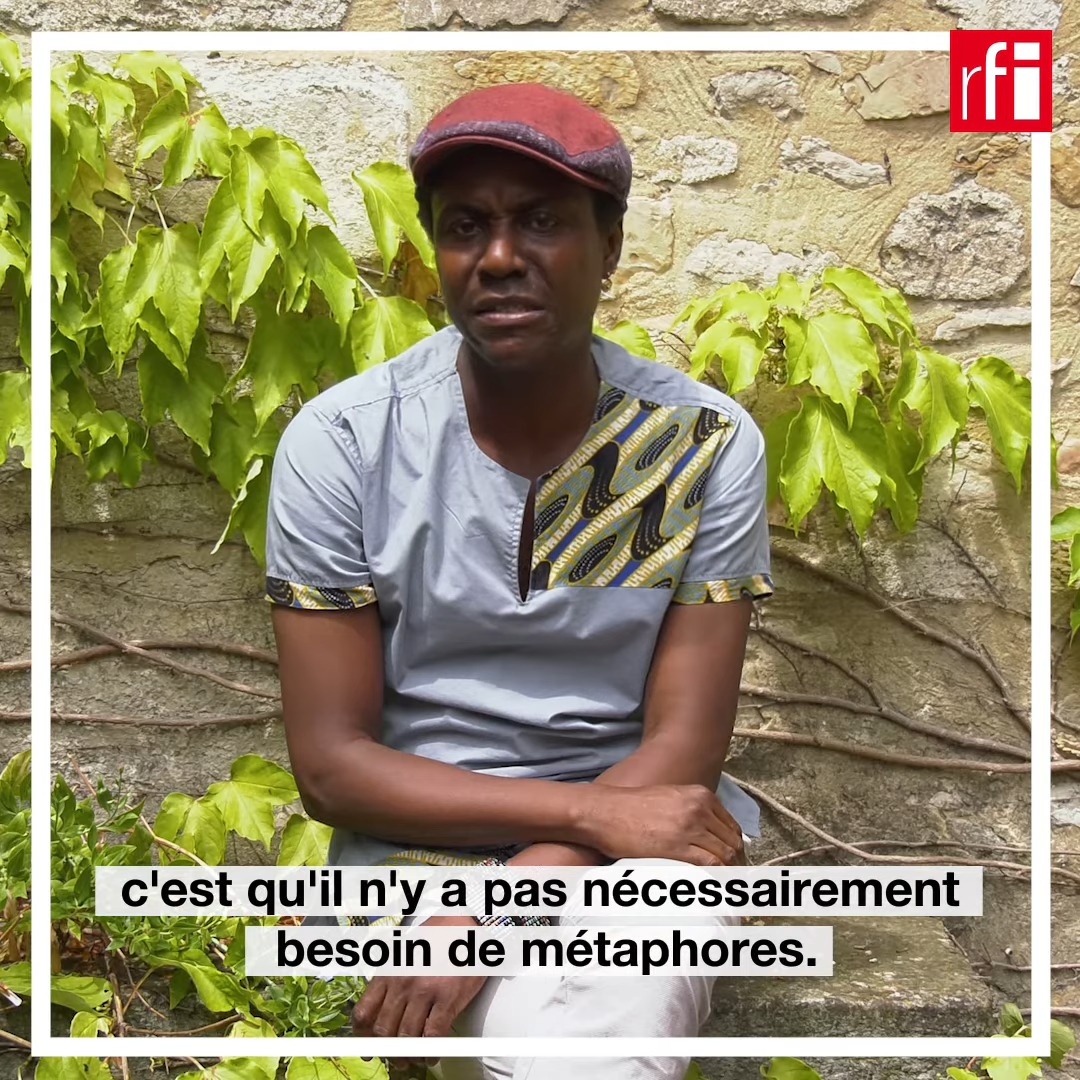 rfi
c'est qu'il n'y a pas nécessairement
besoin de métaphores.